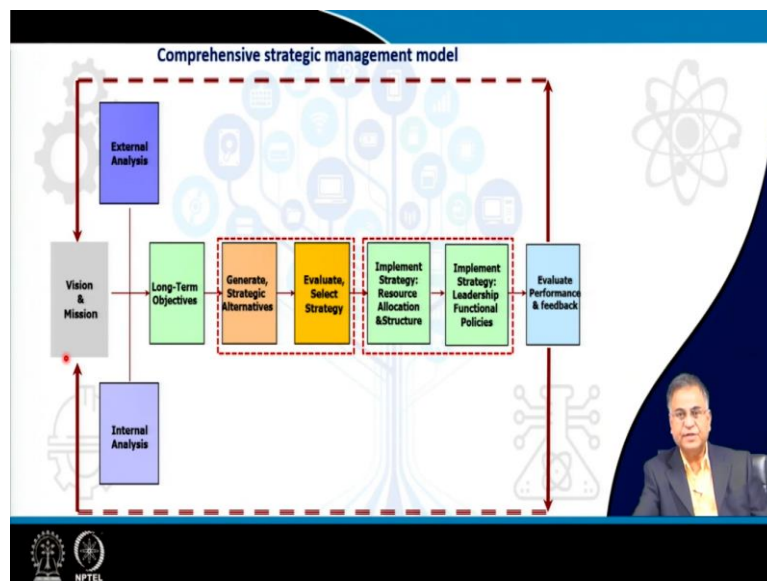 Comprehensive strategic management model
External
Analysis
Vision
&
Mission
Long-Term
Objectives
Generate,
Strategic
Alternatives
Evaluate,
Select
Strategy
Implement
Strategy:
Resource
Allocation
&Structure
Implement
Strategy:
Leadership
Functional
Policies
Evaluate
Performance
& feedback
Internal
Analysis
NPTEL